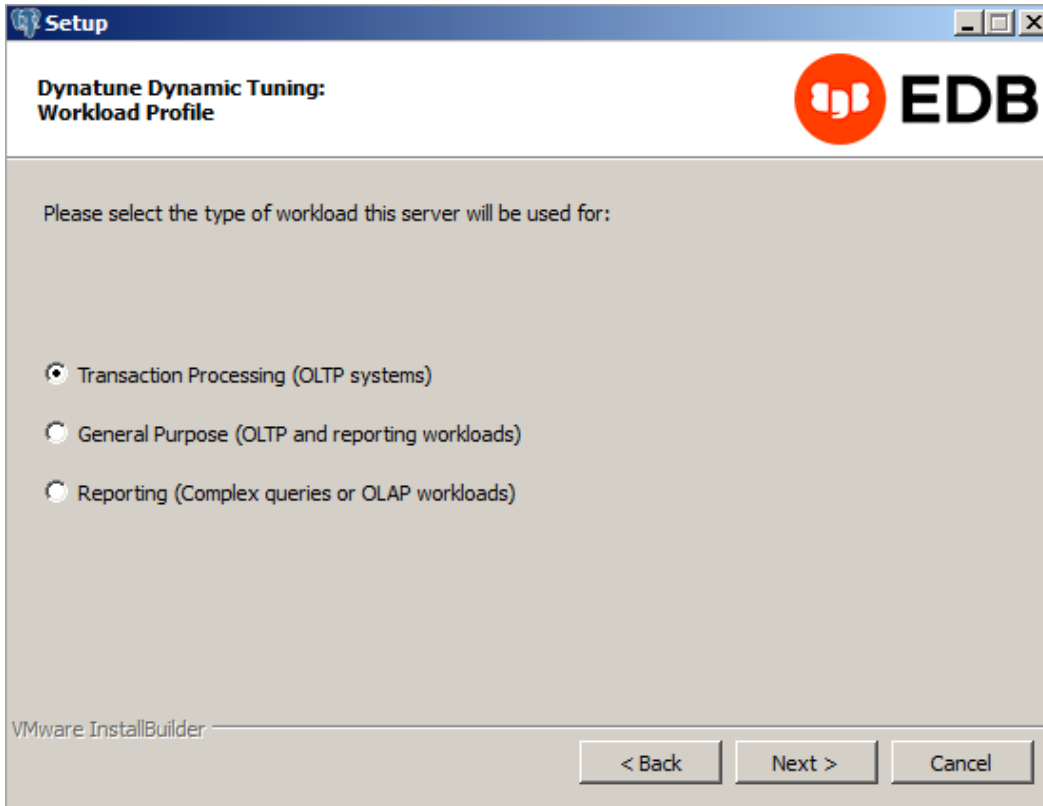 Setup
Dynatune Dynamic Tuning:
Workload Profile
EDB
Please select the type of workload this server will be used for:
Transaction Processing (OLTP systems)
General Purpose (OLTP and reporting workloads)
Reporting (Complex queries or OLAP workloads)
VMware InstallBuilder
< Back
Next >
Cancel